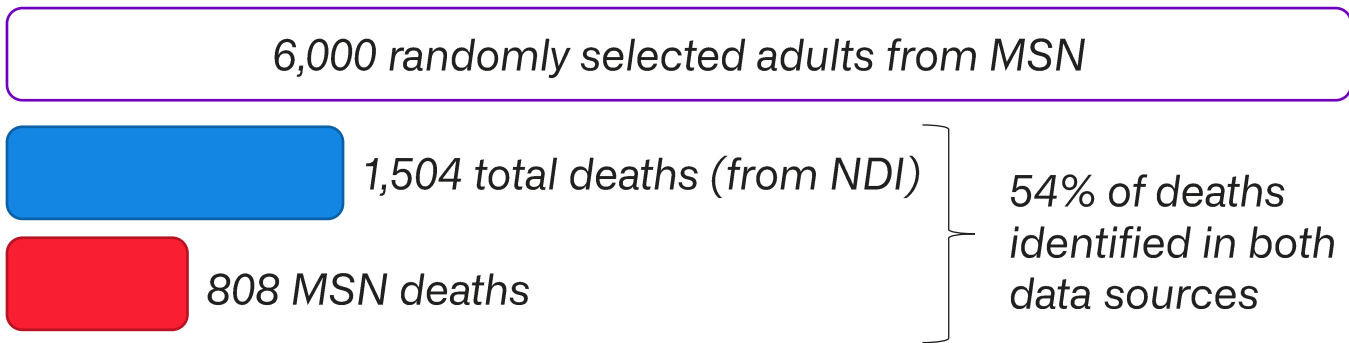 6,000 randomly selected adults from MSN
1,504 total deaths (from NDI)
808 MSN deaths
54% of deaths
identified in both
data sources